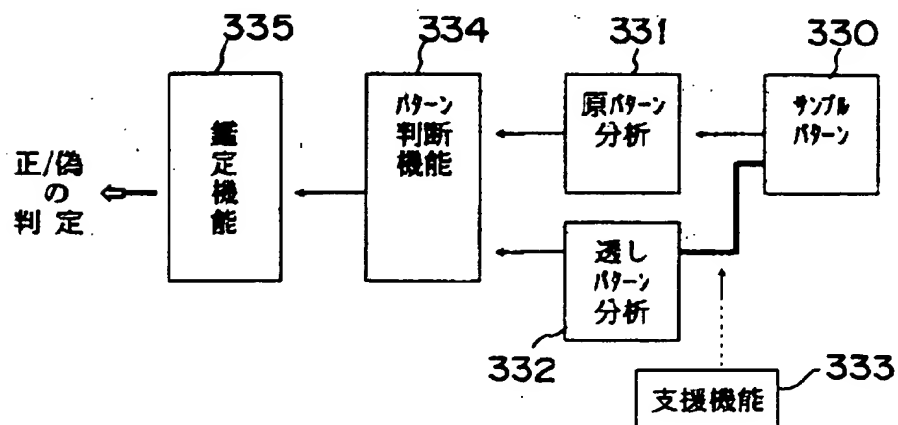 335
334
331
330
鑑定機能
パターン
判断
機能
原パターン
分析
サンプル
パターン
正/偽
の
判定
透し
パターン
分析
332
333
支援機能